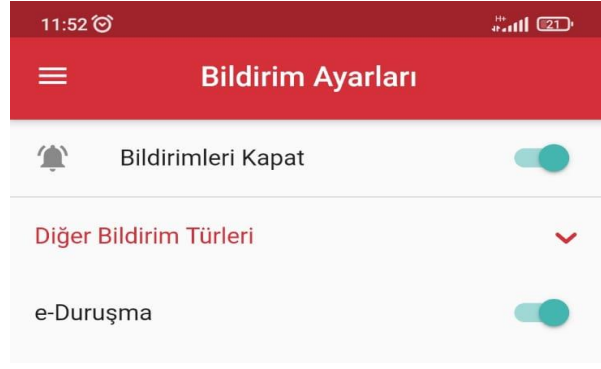 11:52 H+ 21
Bildirim Ayarları
Bildirimleri Kapat
Diğer Bildirim Türleri
e-Duruşma